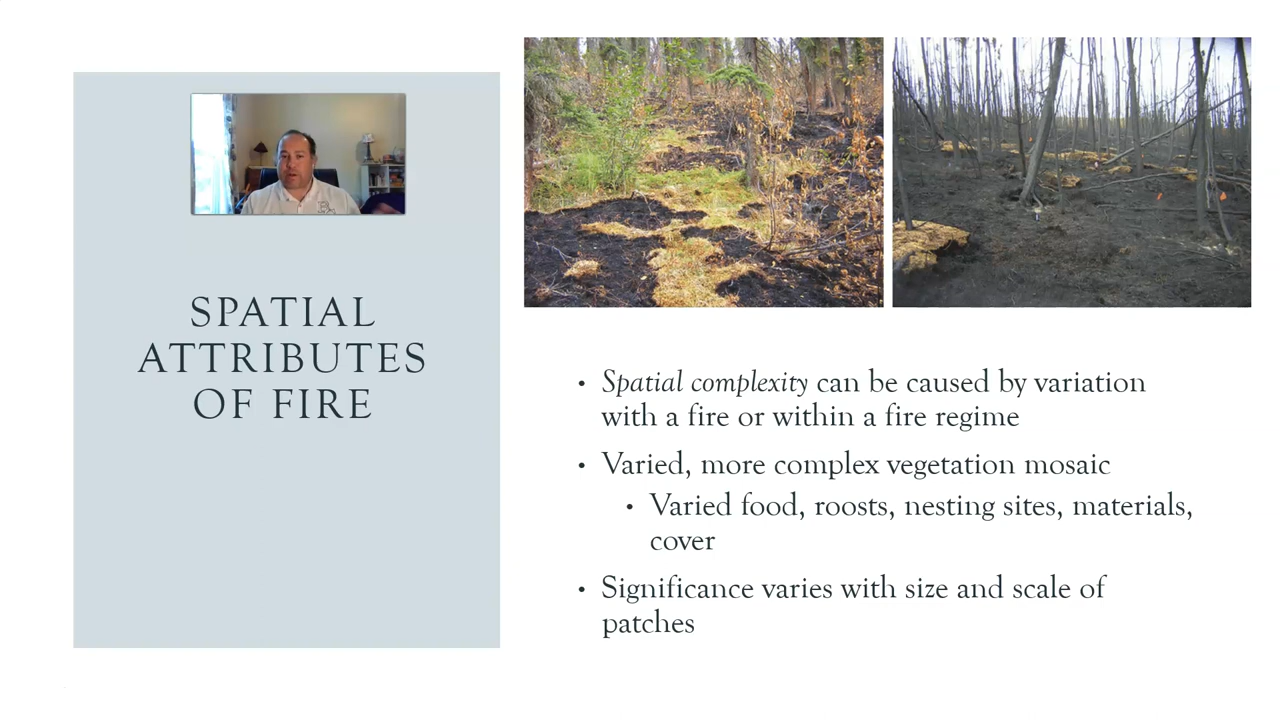 SPATIAL
ATTRIBUTES
OF FIRE
• Spatial complexity can be caused by variation
with a fire or within a fire regime
• Varied, more complex vegetation mosaic
• Varied food, roosts, nesting sites, materials,
cover
• Significance varies with size and scale of
patches